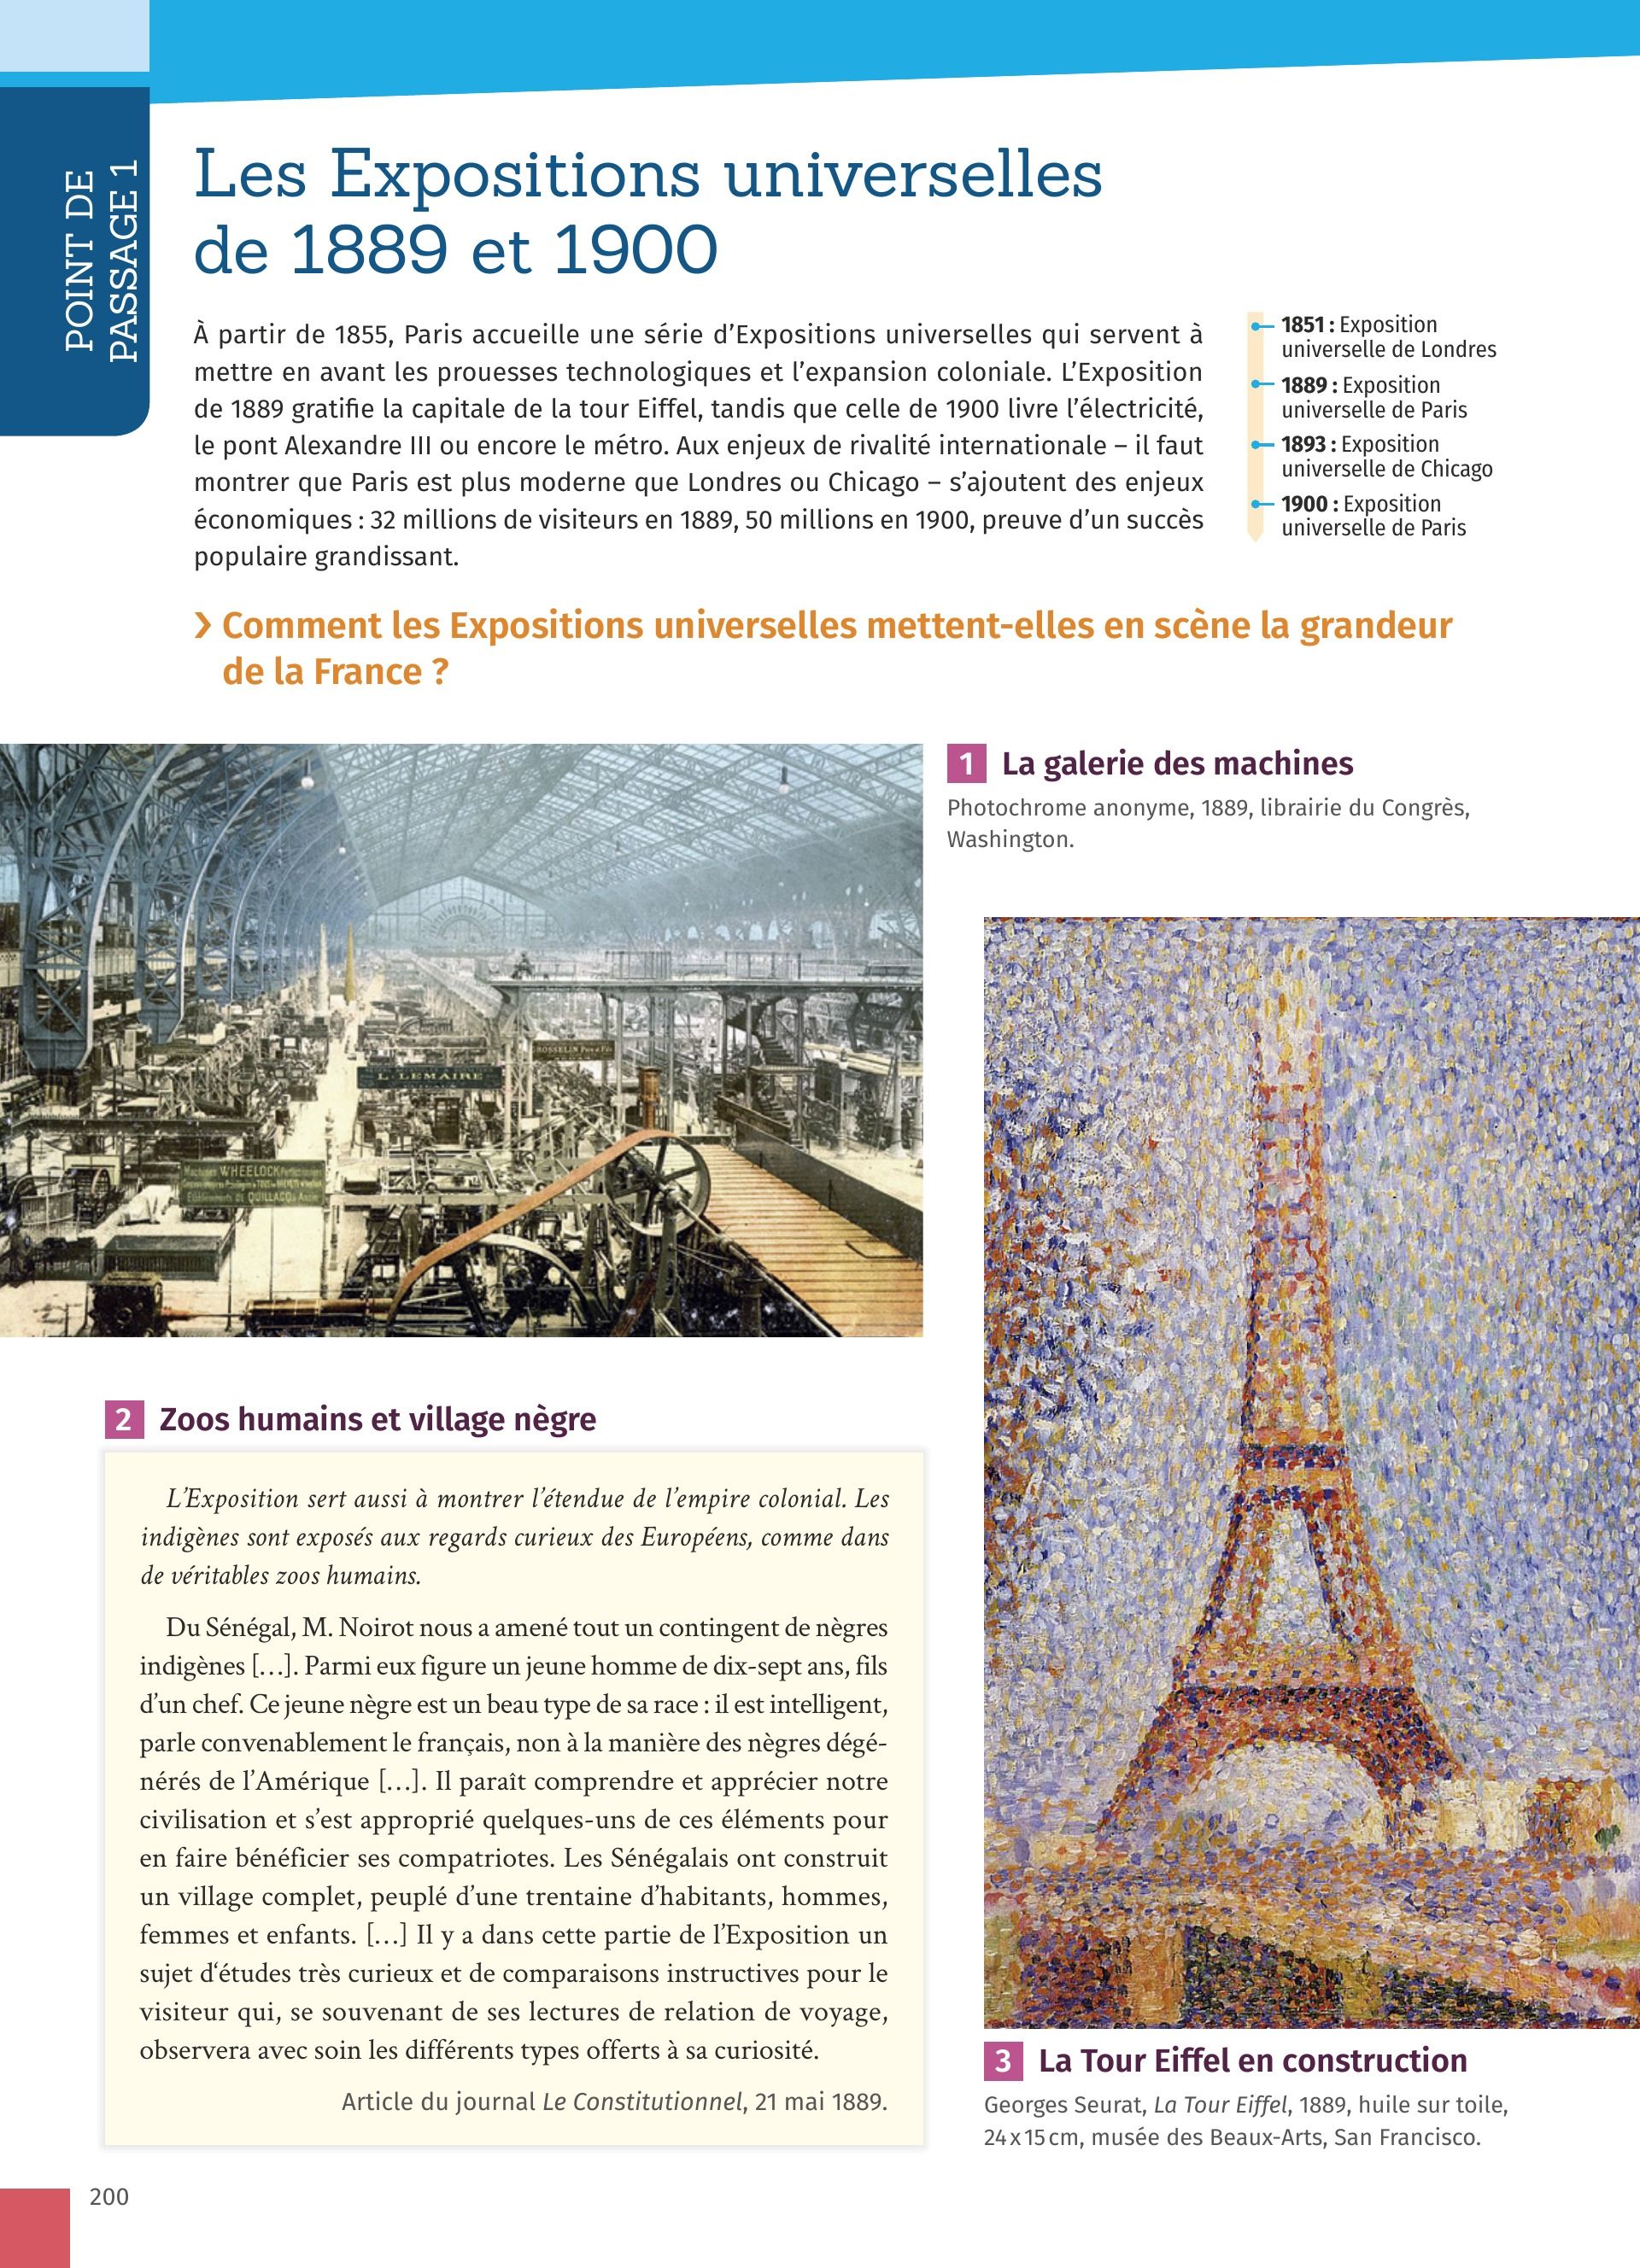 POINT DE
PASSAGE 1
Les Expositions universelles
de 1889 et 1900
À partir de 1855, Paris accueille une série d’Expositions universelles qui servent à
mettre en avant les prouesses technologiques et l’expansion coloniale. L’Exposition
de 1889 gratifie la capitale de la tour Eiffel, tandis que celle de 1900 livre l’électricité,
le pont Alexandre III ou encore le métro. Aux enjeux de rivalité internationale – il faut
montrer que Paris est plus moderne que Londres ou Chicago – s’ajoutent des enjeux
économiques : 32 millions de visiteurs en 1889, 50 millions en 1900, preuve d’un succès
populaire grandissant.
1851 : Exposition
universelle de Londres
1889 : Exposition
universelle de Paris
1893 : Exposition
universelle de Chicago
1900 : Exposition
universelle de Paris
› Comment les Expositions universelles mettent-elles en scène la grandeur
de la France ?
1 La galerie des machines
Photochrome anonyme, 1889, librairie du Congrès,
Washington.
L. LEMAIRE
Machines WHEELOCK
Établissements de QUILLACQ à Anzin
2 Zoos humains et village nègre
L’Exposition sert aussi à montrer l’étendue de l’empire colonial. Les
indigènes sont exposés aux regards curieux des Européens, comme dans
de véritables zoos humains.
Du Sénégal, M. Noirot nous a amené tout un contingent de nègres
indigènes […]. Parmi eux figure un jeune homme de dix-sept ans, fils
d’un chef. Ce jeune nègre est un beau type de sa race : il est intelligent,
parle convenablement le français, non à la manière des nègres dégé-
nérés de l’Amérique […]. Il paraît comprendre et apprécier notre
civilisation et s’est approprié quelques-uns de ces éléments pour
en faire bénéficier ses compatriotes. Les Sénégalais ont construit
un village complet, peuplé d’une trentaine d’habitants, hommes,
femmes et enfants. […] Il y a dans cette partie de l’Exposition un
sujet d‘études très curieux et de comparaisons instructives pour le
visiteur qui, se souvenant de ses lectures de relation de voyage,
observera avec soin les différents types offerts à sa curiosité.
Article du journal Le Constitutionnel, 21 mai 1889.
3 La Tour Eiffel en construction
Georges Seurat, La Tour Eiffel, 1889, huile sur toile,
24 x 15 cm, musée des Beaux-Arts, San Francisco.
200